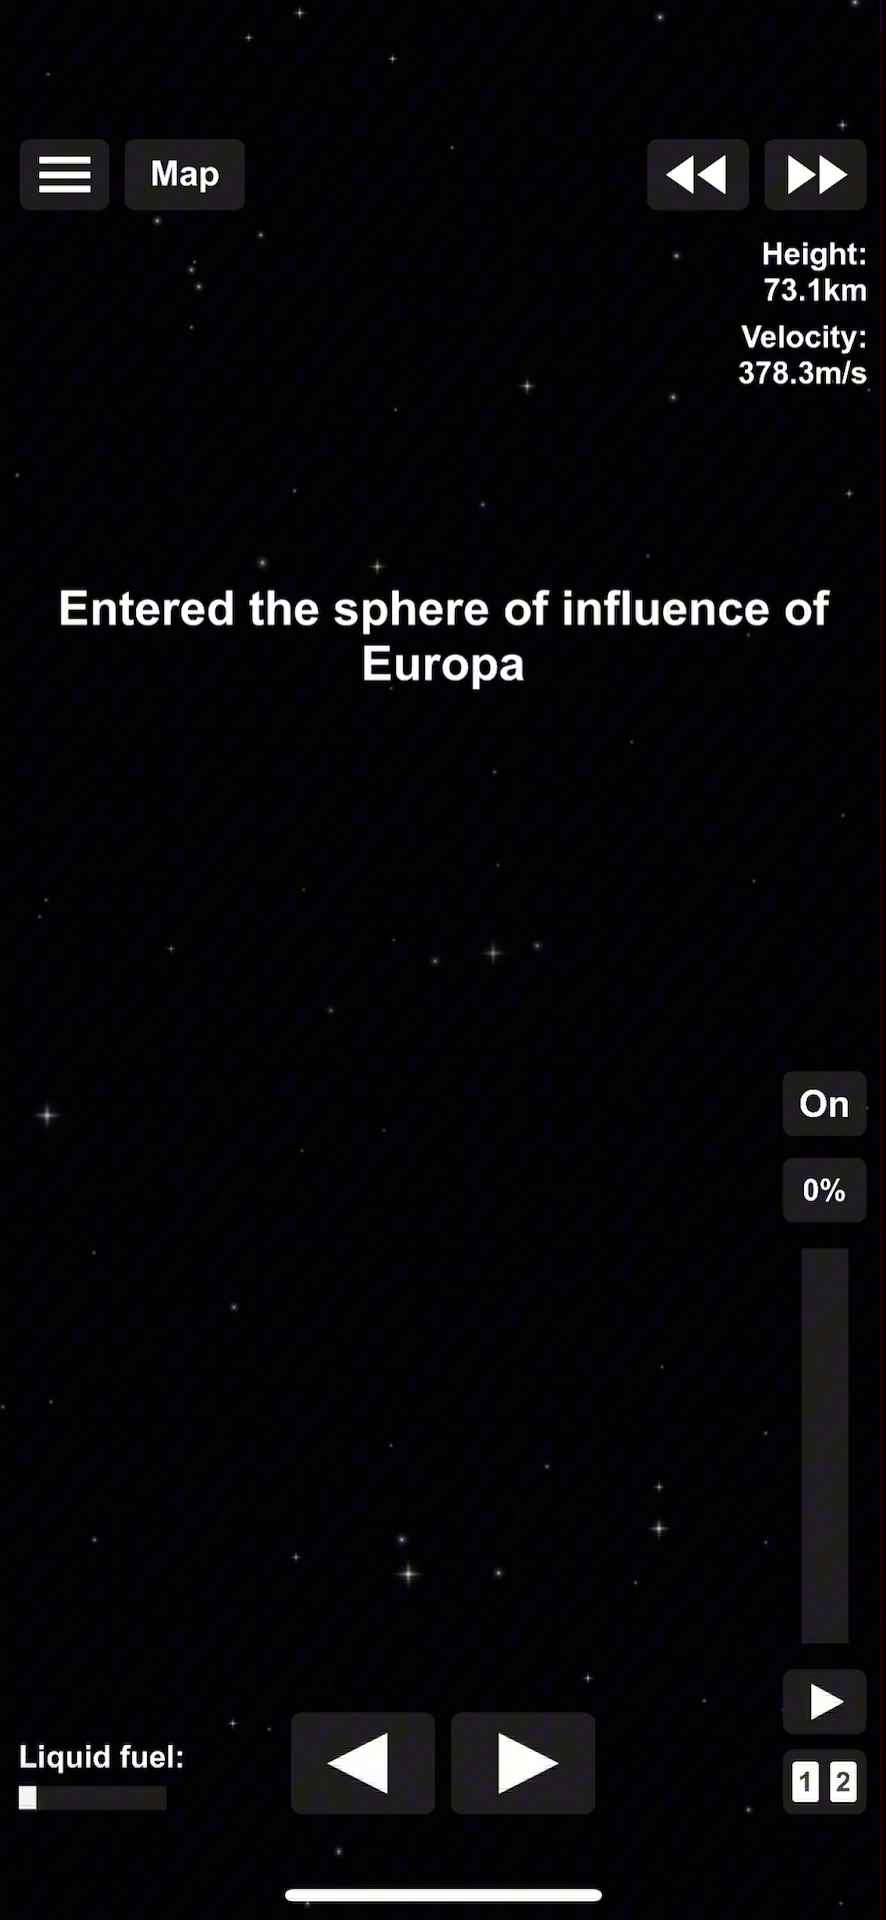 Map
Height:
73.1km
Velocity:
378.3m/s
Entered the sphere of influence of
Europa
On
0%
Liquid fuel:
1 2